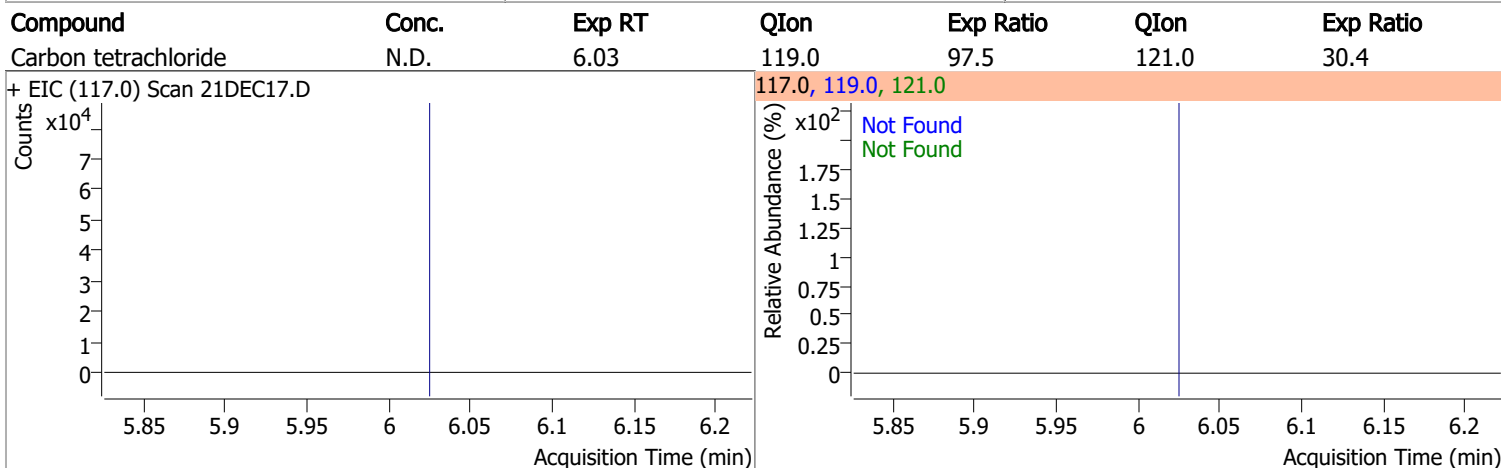 Compound Conc. Exp RT QIon Exp Ratio QIon Exp Ratio
Carbon tetrachloride N.D. 6.03 119.0 97.5 121.0 30.4
+ EIC (117.0) Scan 21DEC17.D
Counts
x10^4
7
6
5
4
3
2
1
0
5.85 5.9 5.95 6 6.05 6.1 6.15 6.2
Acquisition Time (min)
117.0, 119.0, 121.0
Relative Abundance (%)
x10^2
Not Found
Not Found
1.75
1.5
1.25
1
0.75
0.5
0.25
0
5.85 5.9 5.95 6 6.05 6.1 6.15 6.2
Acquisition Time (min)